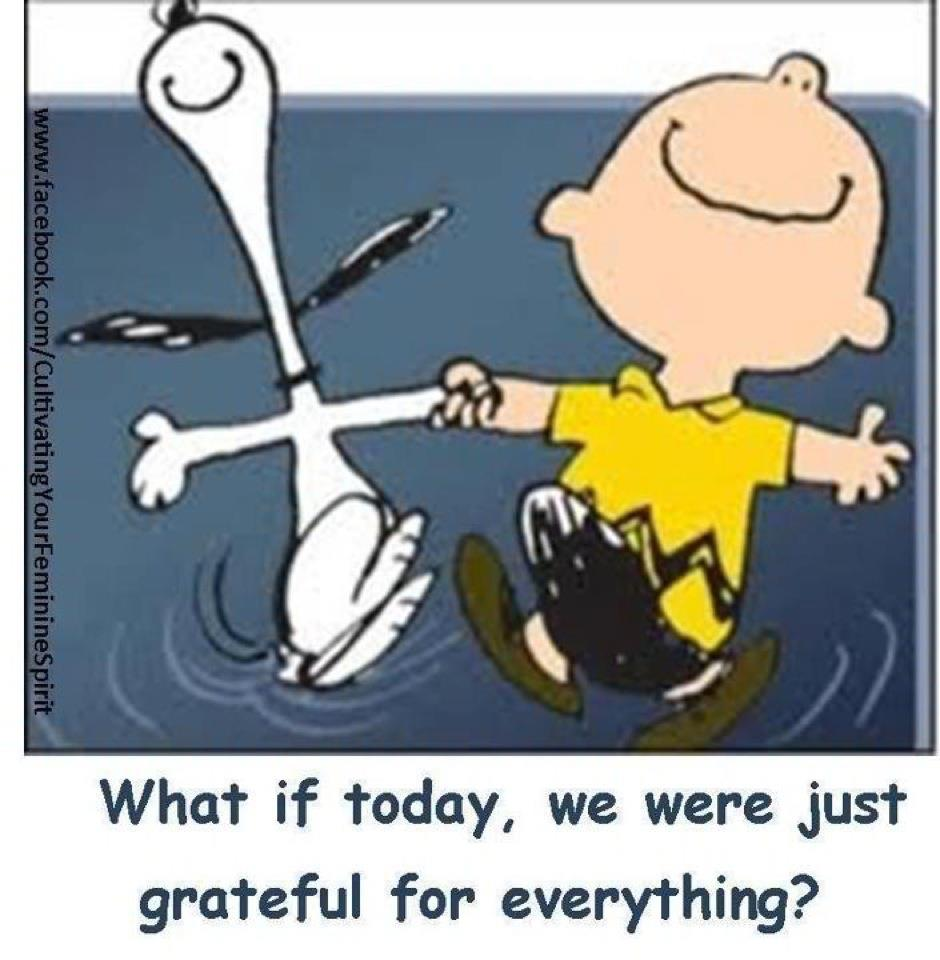 www.facebook.com/CultivatingYourFeminineSpirit
What if today, we were just
grateful for everything?